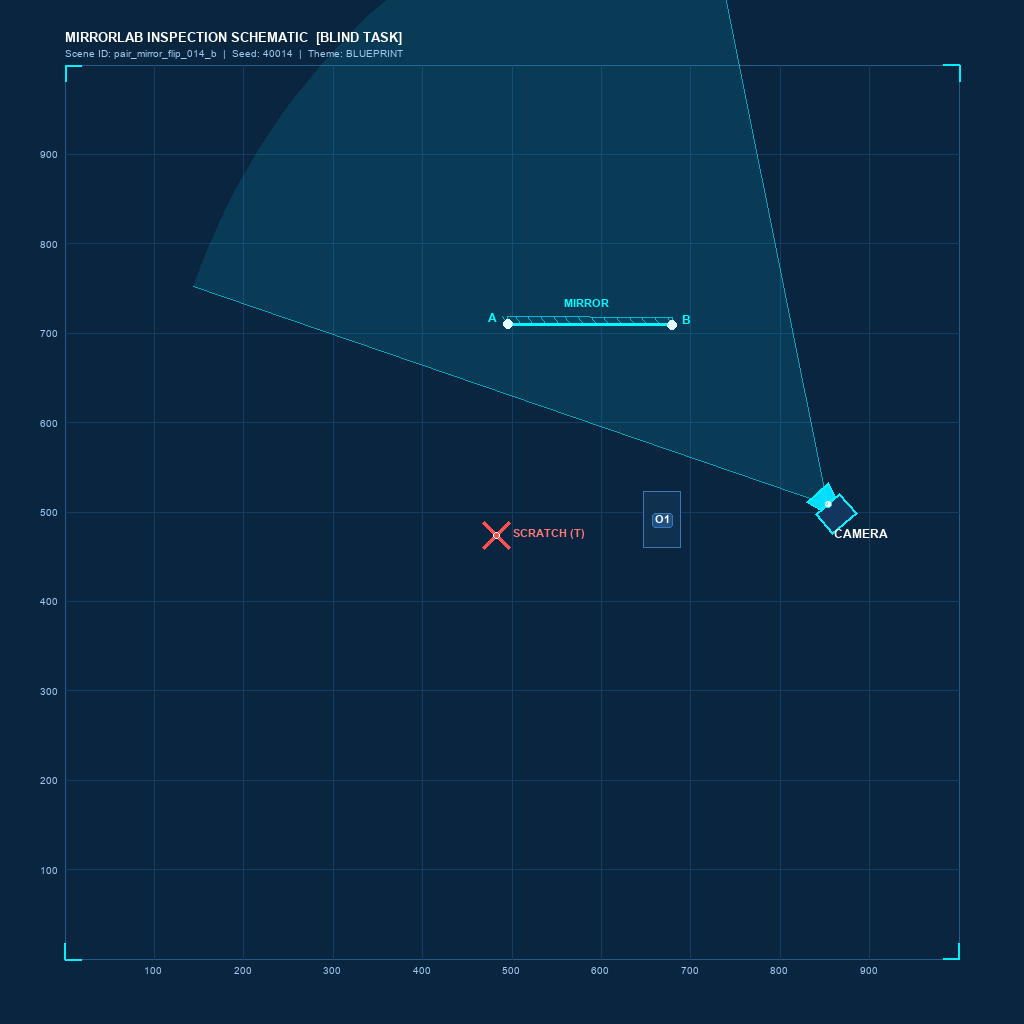 MIRRORLAB INSPECTION SCHEMATIC [BLIND TASK]
Scene ID: pair_mirror_flip_014_b | Seed: 40014 | Theme: BLUEPRINT
900
800
MIRROR
A
B
700
600
500
O1
SCRATCH (T)
CAMERA
400
300
200
100
100 200 300 400 500 600 700 800 900